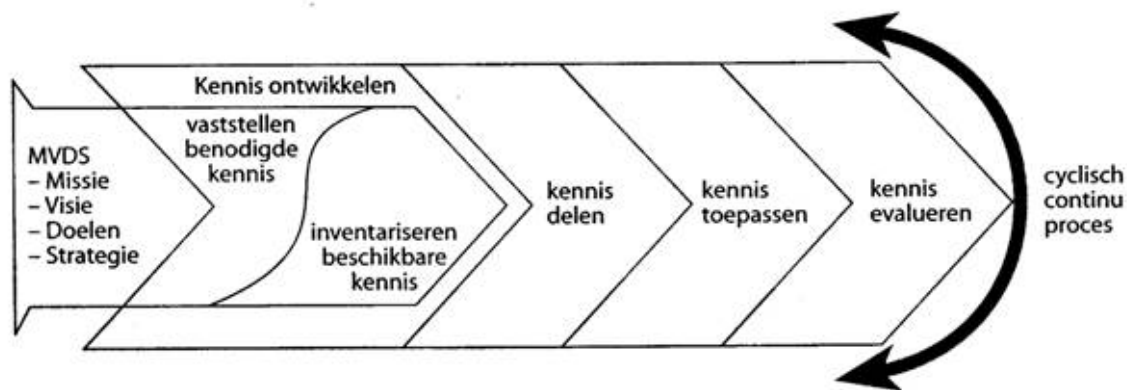 Kennis ontwikkelen
MVDS
– Missie
– Visie
– Doelen
– Strategie
vaststellen
benodigde
kennis
inventariseren
beschikbare
kennis
kennis
delen
kennis
toepassen
kennis
evalueren
cyclisch
continu
proces